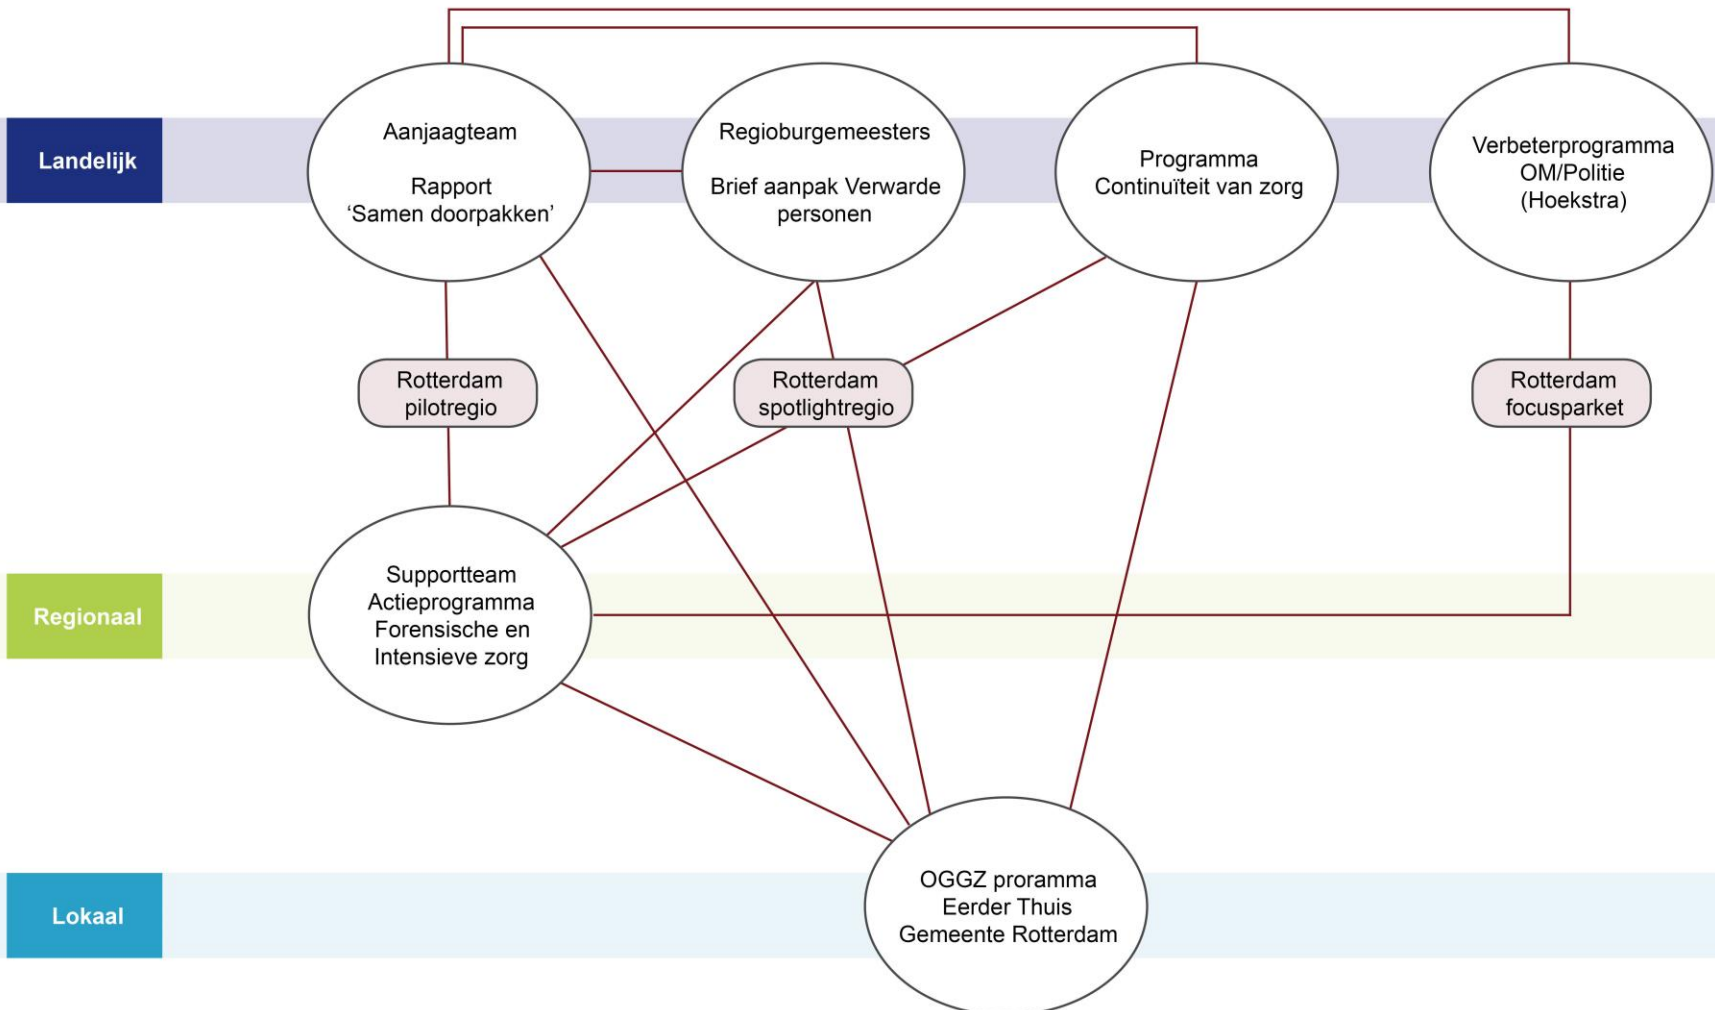 Landelijk
Aanjaagteam
Rapport
‘Samen doorpakken’
Regioburgemeesters
Brief aanpak Verwarde
personen
Programma
Continuïteit van zorg
Verbeterprogramma
OM/Politie
(Hoekstra)
Rotterdam
pilotregio
Rotterdam
spotlightregio
Rotterdam
focusparket
Regionaal
Supportteam
Actieprogramma
Forensische en
Intensieve zorg
Lokaal
OGGZ proramma
Eerder Thuis
Gemeente Rotterdam